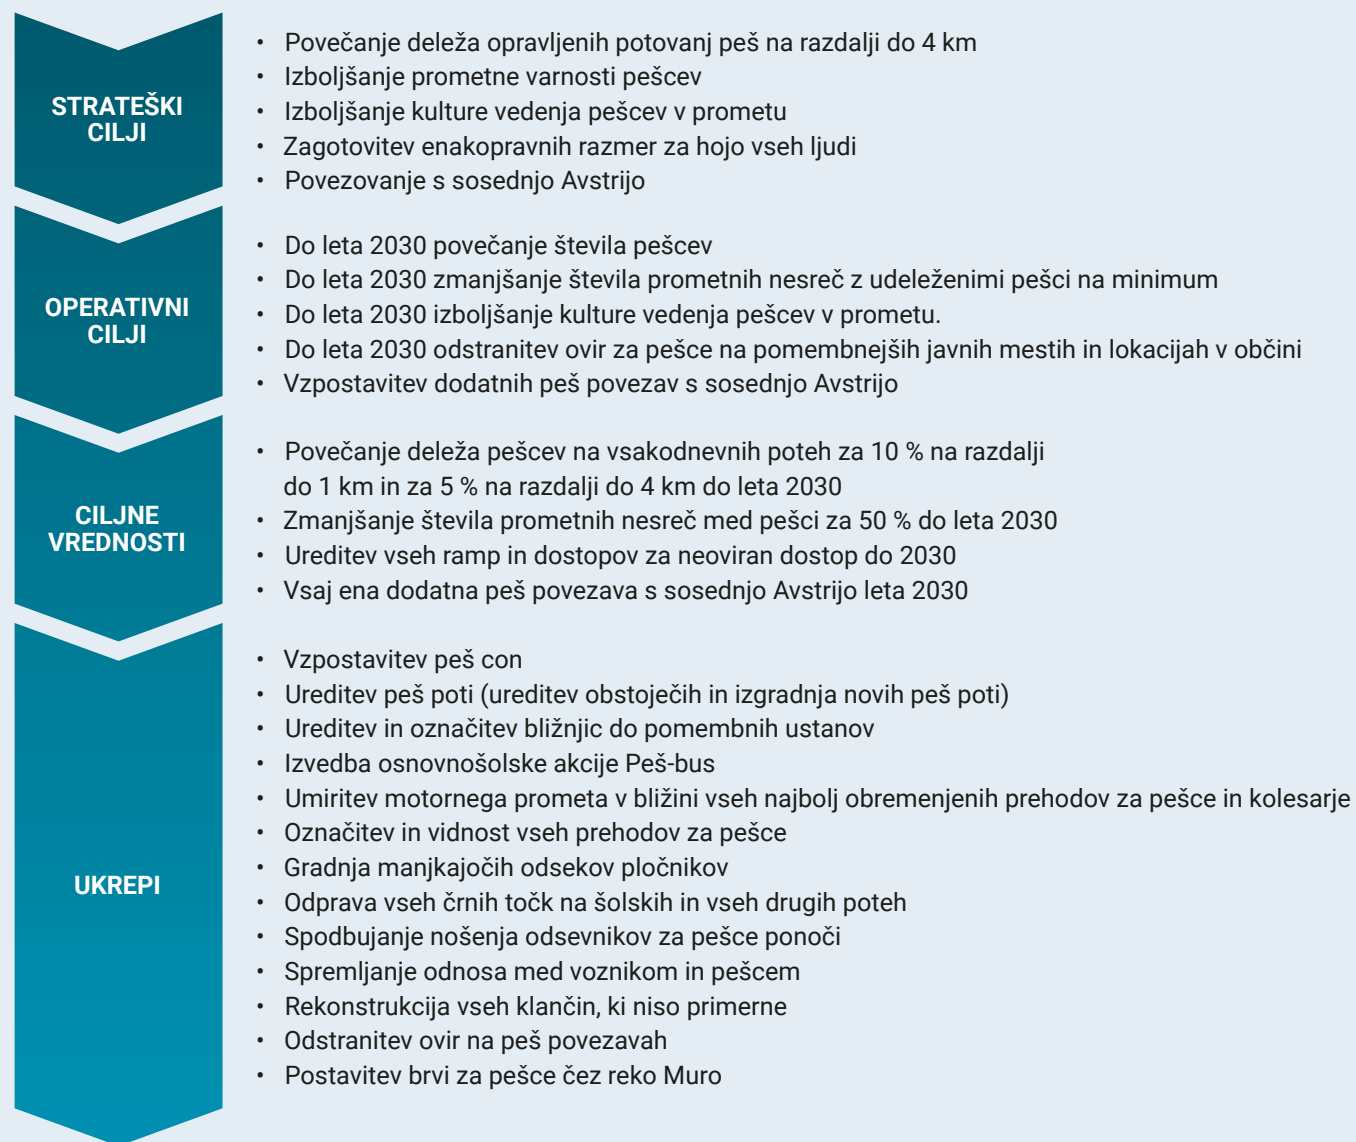 STRATEŠKI
CILJI
• Povečanje deleža opravljenih potovanj peš na razdalji do 4 km
• Izboljšanje prometne varnosti pešcev
• Izboljšanje kulture vedenja pešcev v prometu
• Zagotovitev enakopravnih razmer za hojo vseh ljudi
• Povezovanje s sosednjo Avstrijo
OPERATIVNI
CILJI
• Do leta 2030 povečanje števila pešcev
• Do leta 2030 zmanjšanje števila prometnih nesreč z udeleženimi pešci na minimum
• Do leta 2030 izboljšanje kulture vedenja pešcev v prometu.
• Do leta 2030 odstranitev ovir za pešce na pomembnejših javnih mestih in lokacijah v občini
• Vzpostavitev dodatnih peš povezav s sosednjo Avstrijo
CILJNE
VREDNOSTI
• Povečanje deleža pešcev na vsakodnevnih poteh za 10 % na razdalji
do 1 km in za 5 % na razdalji do 4 km do leta 2030
• Zmanjšanje števila prometnih nesreč med pešci za 50 % do leta 2030
• Ureditev vseh ramp in dostopov za neoviran dostop do 2030
• Vsaj ena dodatna peš povezava s sosednjo Avstrijo leta 2030
UKREPI
• Vzpostavitev peš con
• Ureditev peš poti (ureditev obstoječih in izgradnja novih peš poti)
• Ureditev in označitev bližnjic do pomembnih ustanov
• Izvedba osnovnošolske akcije Peš-bus
• Umiritev motornega prometa v bližini vseh najbolj obremenjenih prehodov za pešce in kolesarje
• Označitev in vidnost vseh prehodov za pešce
• Gradnja manjkajočih odsekov pločnikov
• Odprava vseh črnih točk na šolskih in vseh drugih poteh
• Spodbujanje nošenja odsevnikov za pešce ponoči
• Spremljanje odnosa med voznikom in pešcem
• Rekonstrukcija vseh klančin, ki niso primerne
• Odstranitev ovir na peš povezavah
• Postavitev brvi za pešce čez reko Muro